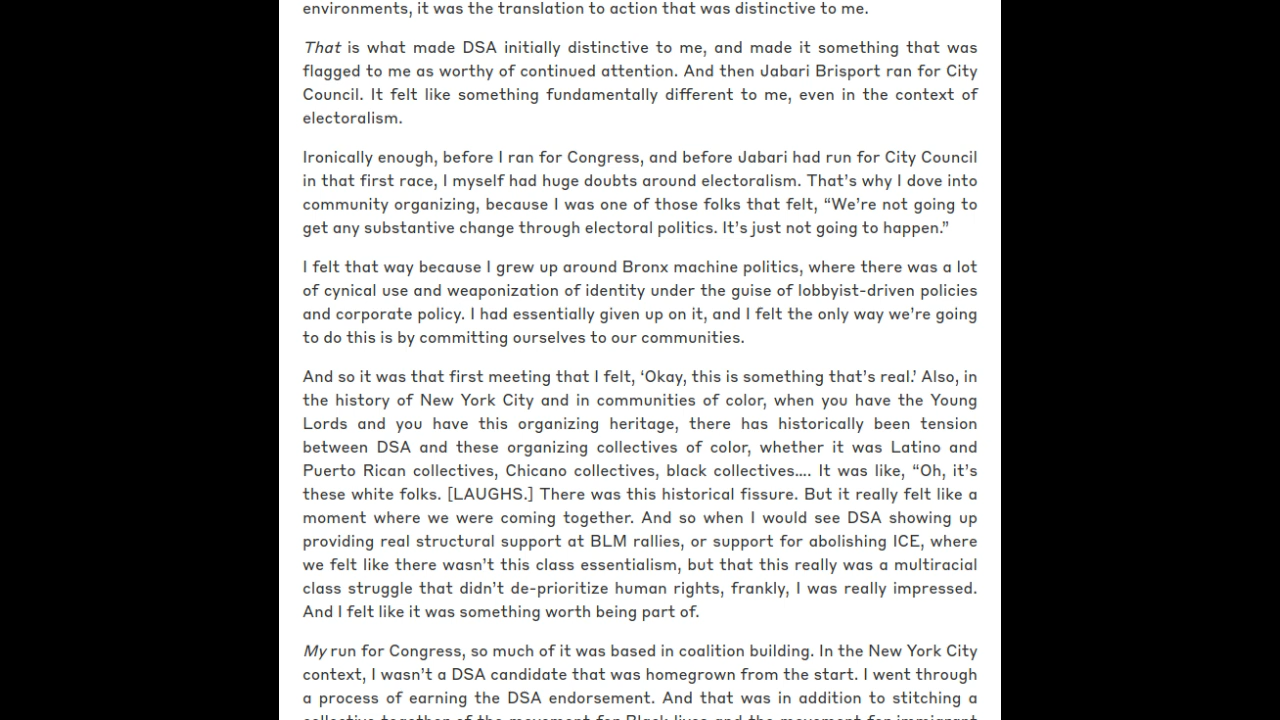 environments, it was the translation to action that was distinctive to me.
That is what made DSA initially distinctive to me, and made it something that was
flagged to me as worthy of continued attention. And then Jabari Brisport ran for City
Council. It felt like something fundamentally different to me, even in the context of
electoralism.
Ironically enough, before I ran for Congress, and before Jabari had run for City Council
in that first race, I myself had huge doubts around electoralism. That’s why I dove into
community organizing, because I was one of those folks that felt, “We’re not going to
get any substantive change through electoral politics. It’s just not going to happen.”
I felt that way because I grew up around Bronx machine politics, where there was a lot
of cynical use and weaponization of identity under the guise of lobbyist-driven policies
and corporate policy. I had essentially given up on it, and I felt the only way we’re going
to do this is by committing ourselves to our communities.
And so it was that first meeting that I felt, ‘Okay, this is something that’s real.’ Also, in
the history of New York City and in communities of color, when you have the Young
Lords and you have this organizing heritage, there has historically been tension
between DSA and these organizing collectives of color, whether it was Latino and
Puerto Rican collectives, Chicano collectives, black collectives.... It was like, “Oh, it’s
these white folks. [LAUGHS.] There was this historical fissure. But it really felt like a
moment where we were coming together. And so when I would see DSA showing up
providing real structural support at BLM rallies, or support for abolishing ICE, where
we felt like there wasn’t this class essentialism, but that this really was a multiracial
class struggle that didn’t de-prioritize human rights, frankly, I was really impressed.
And I felt like it was something worth being part of.
My run for Congress, so much of it was based in coalition building. In the New York City
context, I wasn’t a DSA candidate that was homegrown from the start. I went through
a process of earning the DSA endorsement. And that was in addition to stitching a
collective together of the movement for Black lives and the movement for immigrant